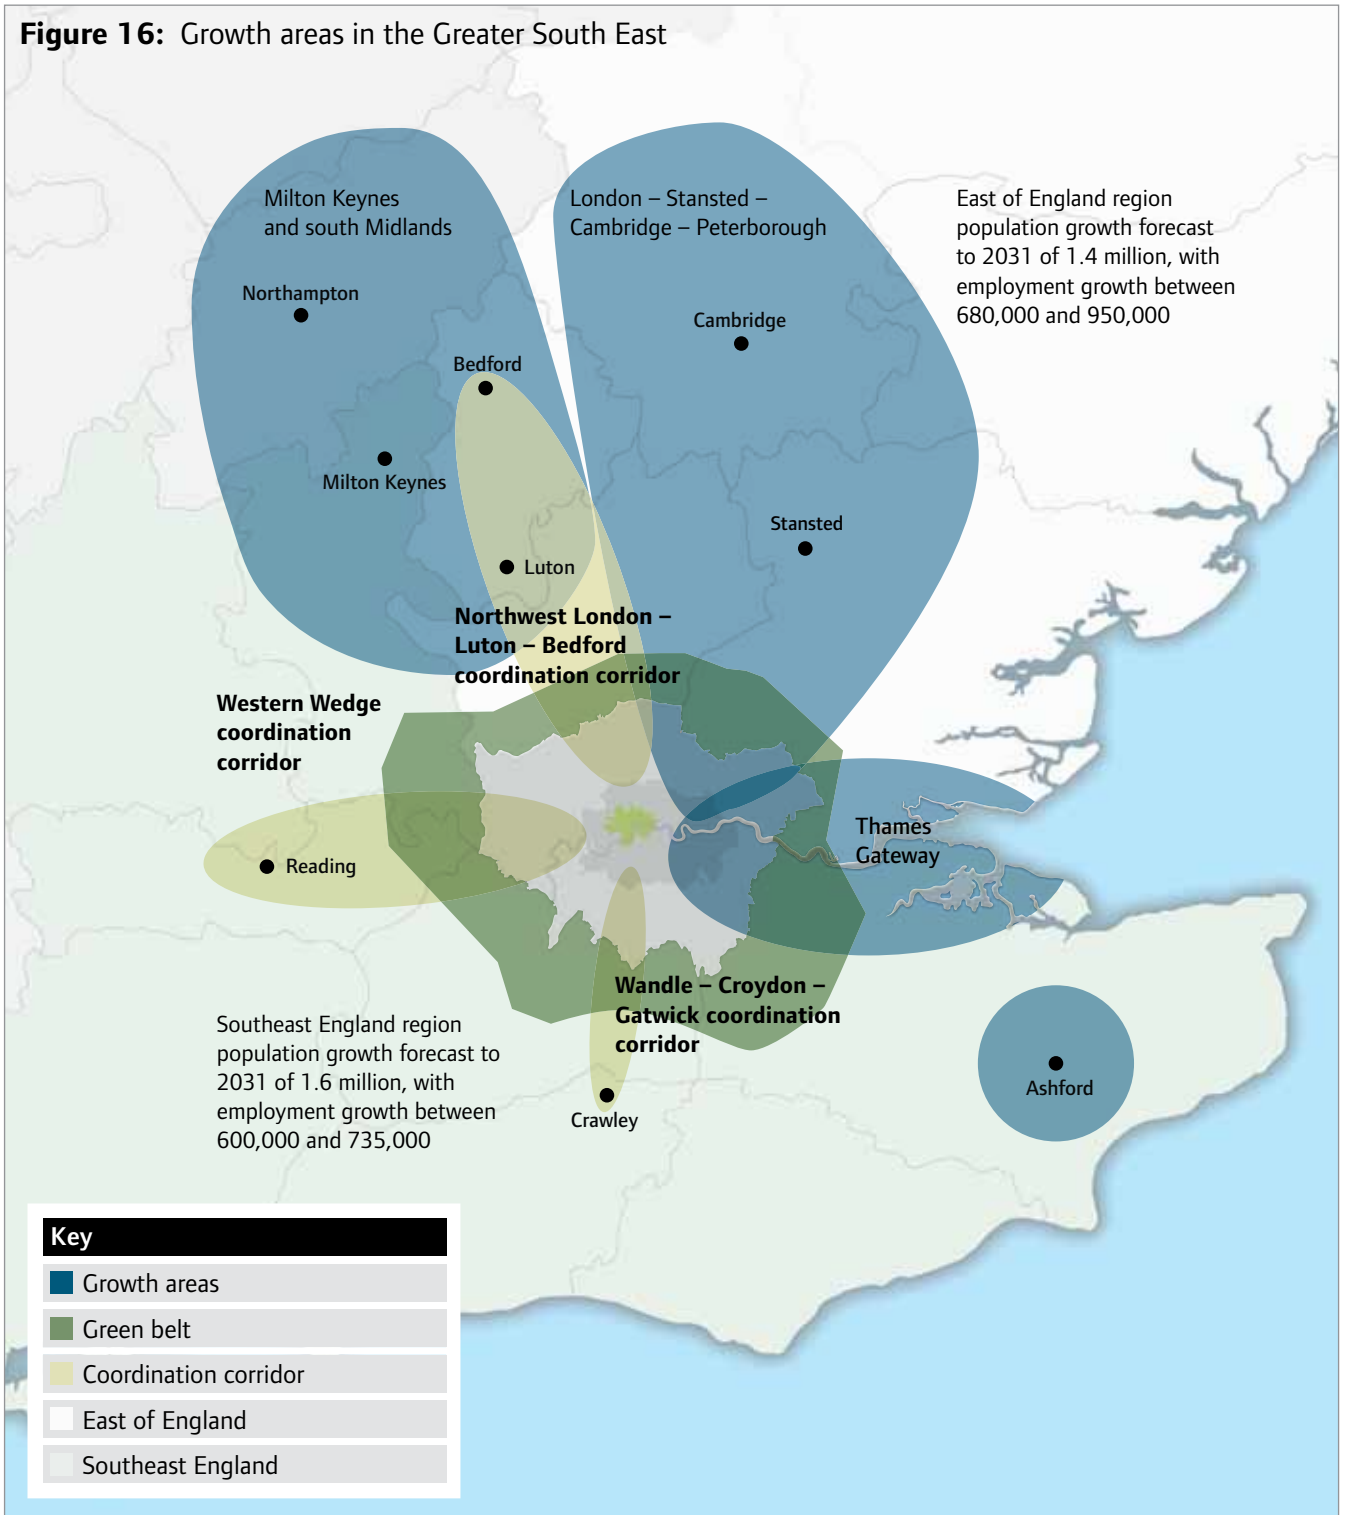 Figure 16: Growth areas in the Greater South East
Milton Keynes
and south Midlands
London – Stansted –
Cambridge – Peterborough
East of England region
population growth forecast
to 2031 of 1.4 million, with
employment growth between
680,000 and 950,000
Northampton
Cambridge
Bedford
Milton Keynes
Stansted
Luton
Northwest London –
Luton – Bedford
coordination corridor
Western Wedge
coordination
corridor
Thames
Gateway
Reading
Wandle – Croydon –
Gatwick coordination
corridor
Southeast England region
population growth forecast to
2031 of 1.6 million, with
employment growth between
600,000 and 735,000
Ashford
Crawley
Key
Growth areas
Green belt
Coordination corridor
East of England
Southeast England